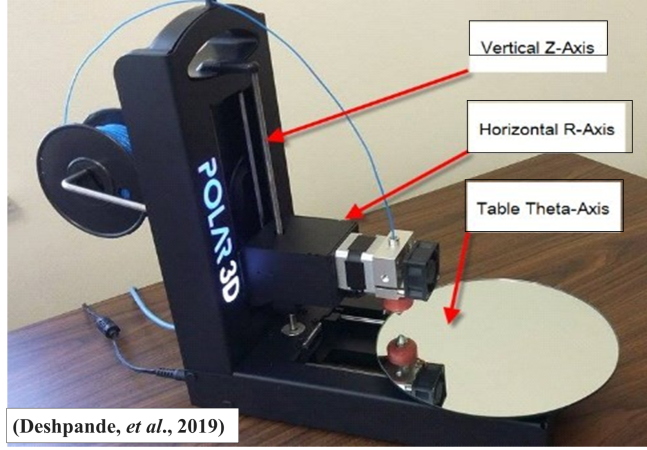 Vertical Z-Axis
Horizontal R-Axis
Table Theta-Axis
POLAR3D
(Deshpande, et al., 2019)